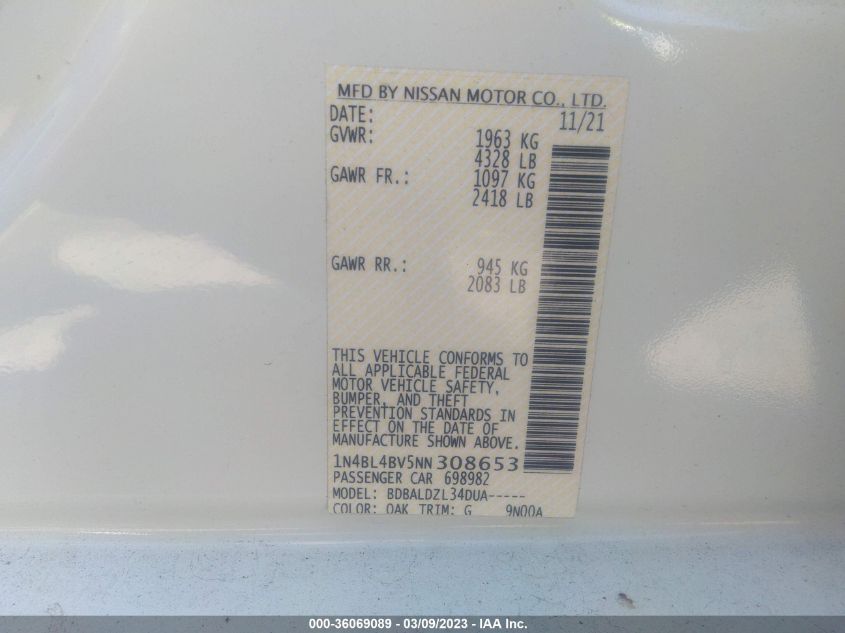 MFD BY NISSAN MOTOR CO., LTD.
DATE: 11/21
GVWR: 1963 KG
4328 LB
GAWR FR.: 1097 KG
2418 LB
GAWR RR.: 945 KG
2083 LB
THIS VEHICLE CONFORMS TO
ALL APPLICABLE FEDERAL
MOTOR VEHICLE SAFETY,
BUMPER, AND THEFT
PREVENTION STANDARDS IN
EFFECT ON THE DATE OF
MANUFACTURE SHOWN ABOVE.
1N4BL4BV5NN308653
PASSENGER CAR 698982
MODEL: BDBALDZL34DUA-----
COLOR: QAK TRIM: G 9N00A
000-36069089 - 03/09/2023 - IAA Inc.